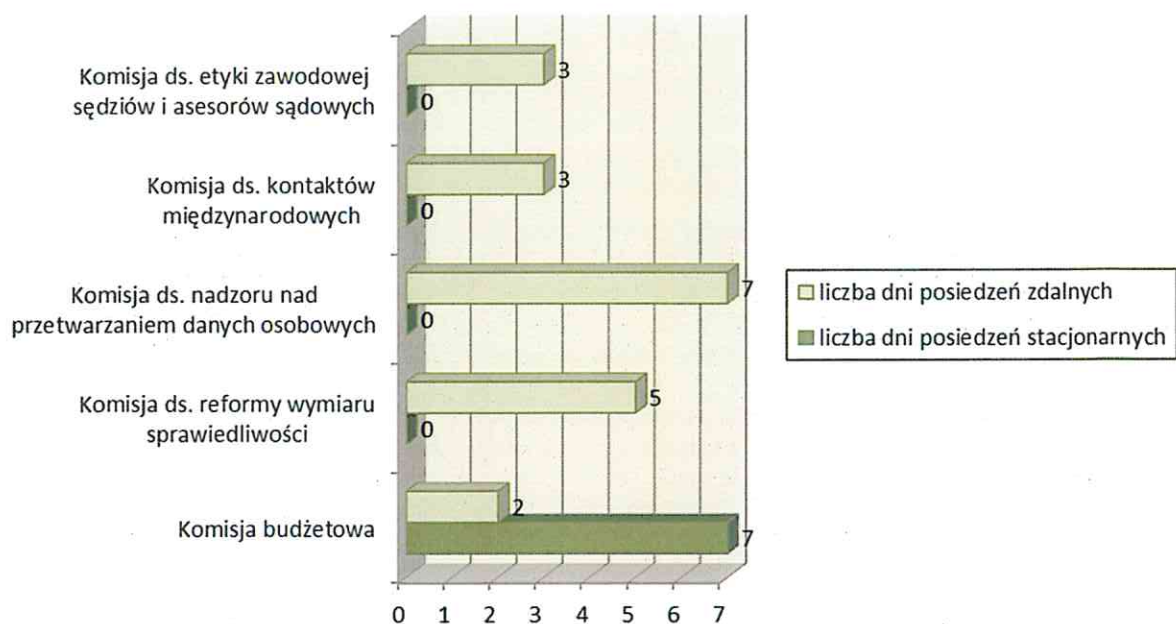 Komisja ds. etyki zawodowej
sędziów i asesorów sądowych
3
0
Komisja ds. kontaktów
międzynarodowych
3
0
Komisja ds. nadzoru nad
przetwarzaniem danych osobowych
7
0
Komisja ds. reformy wymiaru
sprawiedliwości
5
0
Komisja budżetowa
2
7
0 1 2 3 4 5 6 7
liczba dni posiedzeń zdalnych
liczba dni posiedzeń stacjonarnych